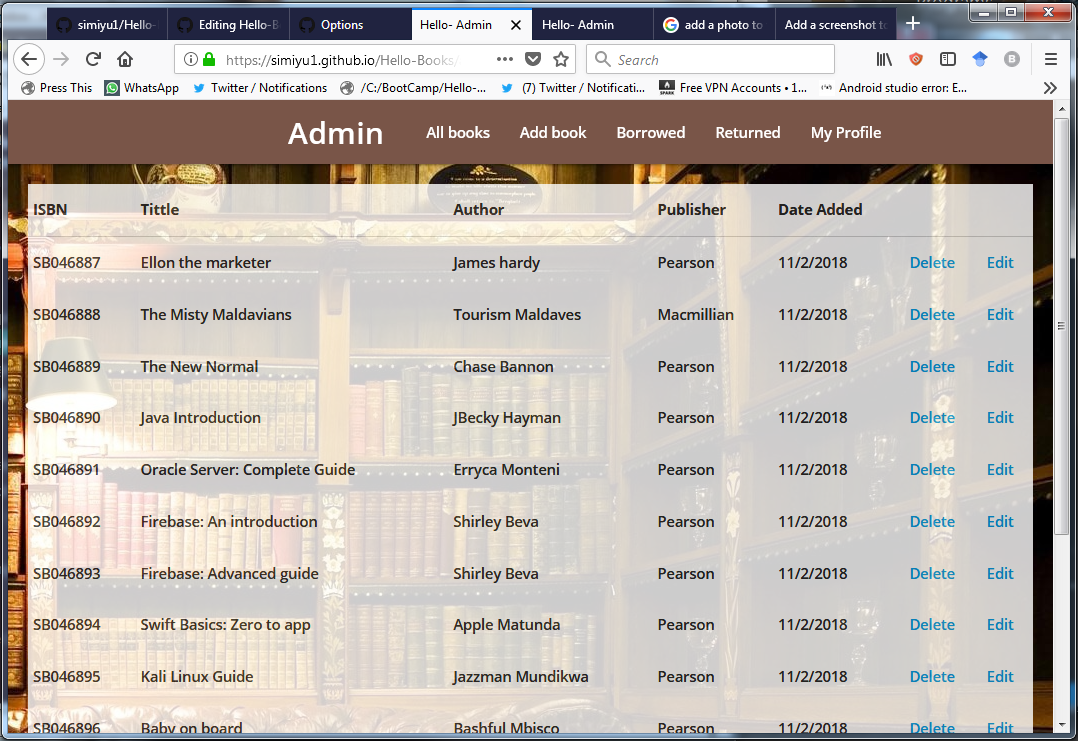 simiyu1/Hello-
Editing Hello-B
Options
Hello- Admin
Hello- Admin
add a photo to
Add a screenshot to
https://simiyu1.github.io/Hello-Books/
Search
Press This
WhatsApp
Twitter / Notifications
/C:/BootCamp/Hello-...
(7) Twitter / Notificati...
Free VPN Accounts • 1...
Android studio error: E...
Admin All books Add book Borrowed Returned My Profile
ISBN Tittle Author Publisher Date Added
SB046887 Ellon the marketer James hardy Pearson 11/2/2018 Delete Edit
SB046888 The Misty Maldavians Tourism Maldaves Macmillian 11/2/2018 Delete Edit
SB046889 The New Normal Chase Bannon Pearson 11/2/2018 Delete Edit
SB046890 Java Introduction JBecky Hayman Pearson 11/2/2018 Delete Edit
SB046891 Oracle Server: Complete Guide Erryca Monteni Pearson 11/2/2018 Delete Edit
SB046892 Firebase: An introduction Shirley Beva Pearson 11/2/2018 Delete Edit
SB046893 Firebase: Advanced guide Shirley Beva Pearson 11/2/2018 Delete Edit
SB046894 Swift Basics: Zero to app Apple Matunda Pearson 11/2/2018 Delete Edit
SB046895 Kali Linux Guide Jazzman Mundikwa Pearson 11/2/2018 Delete Edit
SB046896 Baby on board Bashful Mbisco Pearson 11/2/2018 Delete Edit